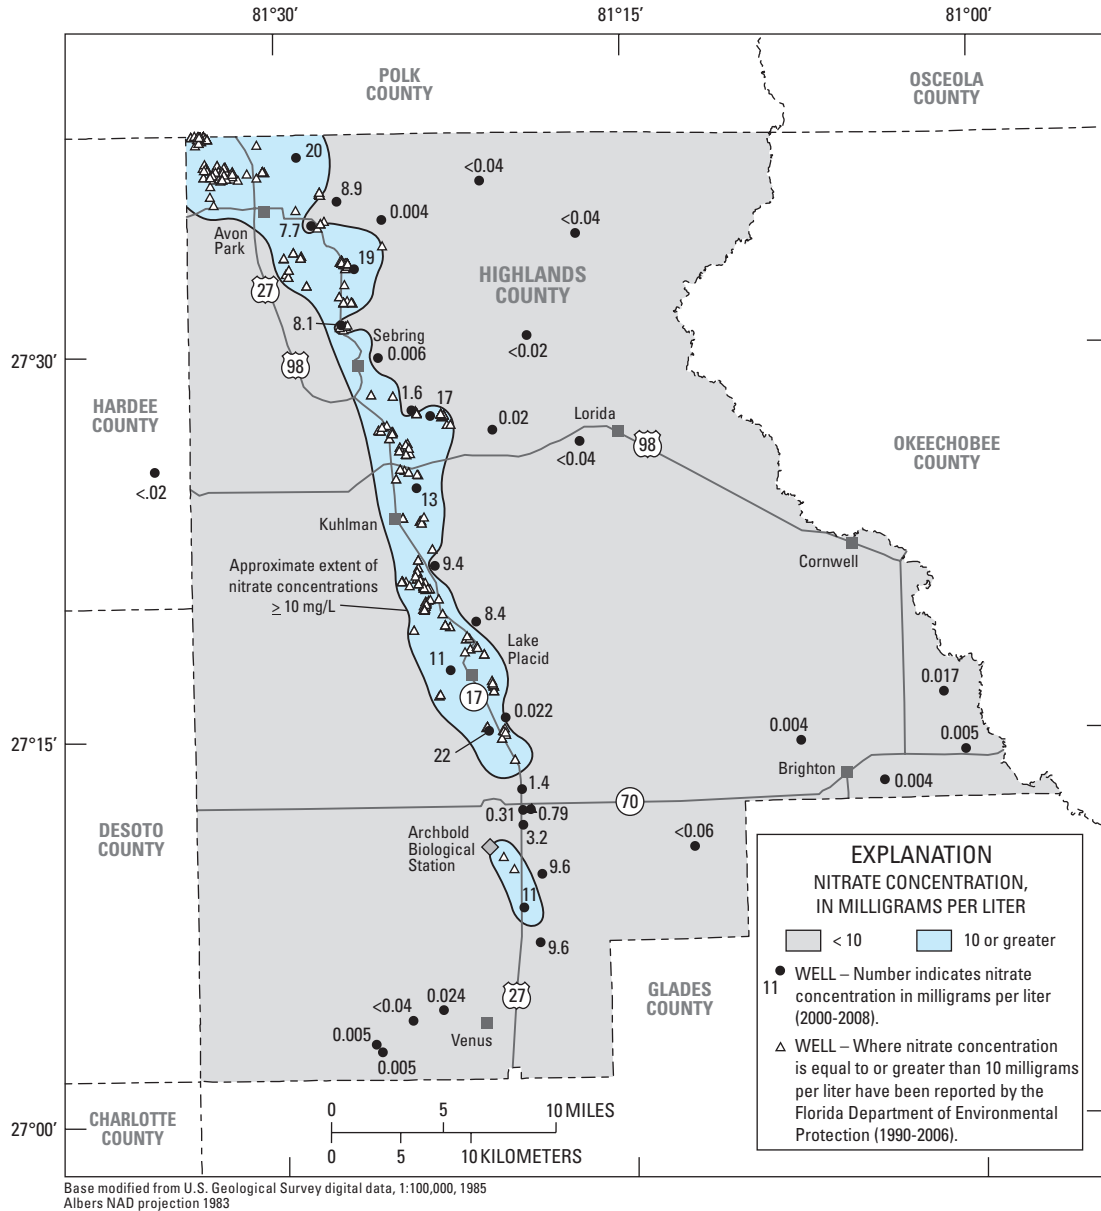 81°30'
81°15'
81°00'
POLK
COUNTY
OSCEOLA
COUNTY
20
<0.04
8.9
0.004
<0.04
7.7
Avon
Park
19
HIGHLANDS
COUNTY
27
8.1
Sebring
<0.02
27°30'
0.006
98
1.6
17
HARDEE
COUNTY
0.02
Lorida
<0.04
98
OKEECHOBEE
COUNTY
<.02
13
Kuhlman
Cornwell
Approximate extent of
nitrate concentrations
≥ 10 mg/L
9.4
8.4
Lake
Placid
11
0.017
17
0.022
0.004
0.005
27°15'
22
Brighton
0.004
1.4
70
0.31
0.79
3.2
DESOTO
COUNTY
Archbold
Biological
Station
<0.06
9.6
11
9.6
27
GLADES
COUNTY
0.024
<0.04
Venus
0.005
0.005
27°00'
CHARLOTTE
COUNTY
0 5 10 MILES
0 5 10 KILOMETERS
EXPLANATION
NITRATE CONCENTRATION,
IN MILLIGRAMS PER LITER
< 10
10 or greater
11
WELL – Number indicates nitrate
concentration in milligrams per liter
(2000-2008).
WELL – Where nitrate concentration
is equal to or greater than 10 milligrams
per liter have been reported by the
Florida Department of Environmental
Protection (1990-2006).
Base modified from U.S. Geological Survey digital data, 1:100,000, 1985
Albers NAD projection 1983